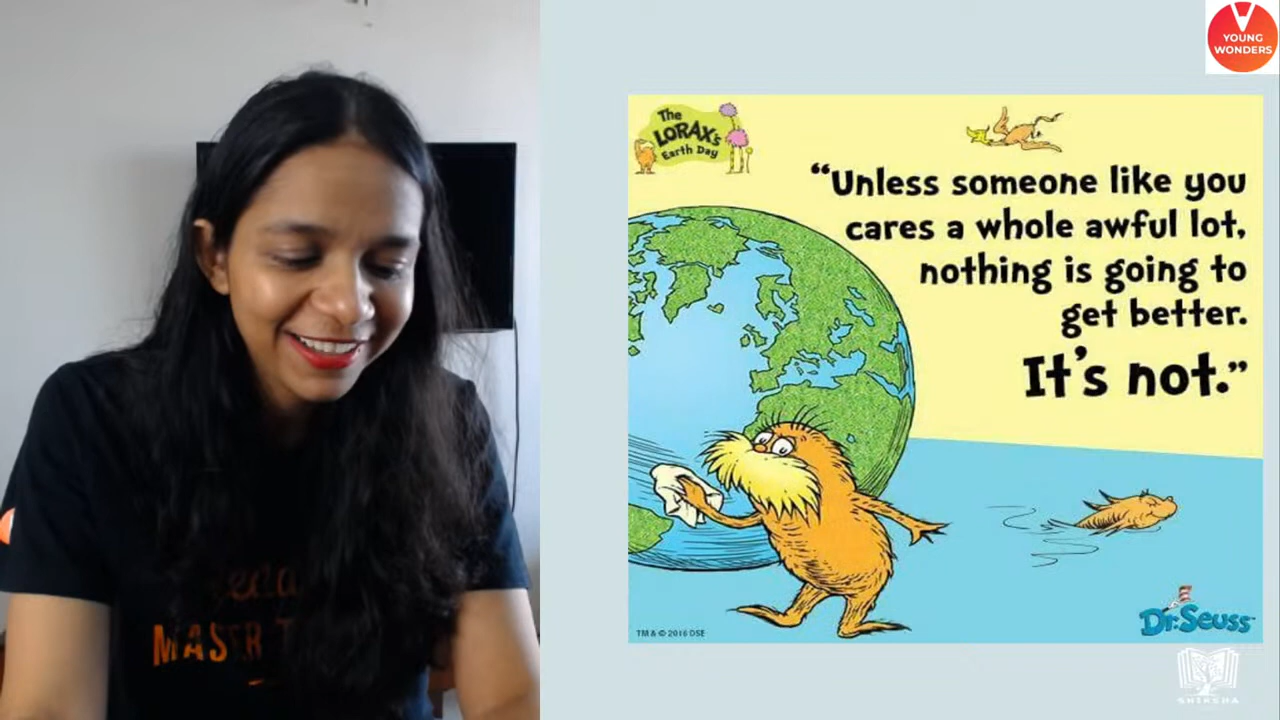 YOUNG
WONDERS
The
LORAX's
Earth Day
“Unless someone like you
cares a whole awful lot,
nothing is going to
get better.
It's not.”
TM & © 2016 DSE
Dr. Seuss
SHIKSHA